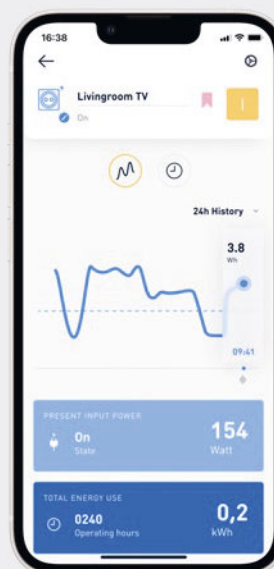 16:38
Livingroom TV
On
24h History
3.8
Wh
09:41
PRESENT INPUT POWER
On
State
154
Watt
TOTAL ENERGY USE
0240
Operating hours
0,2
kWh